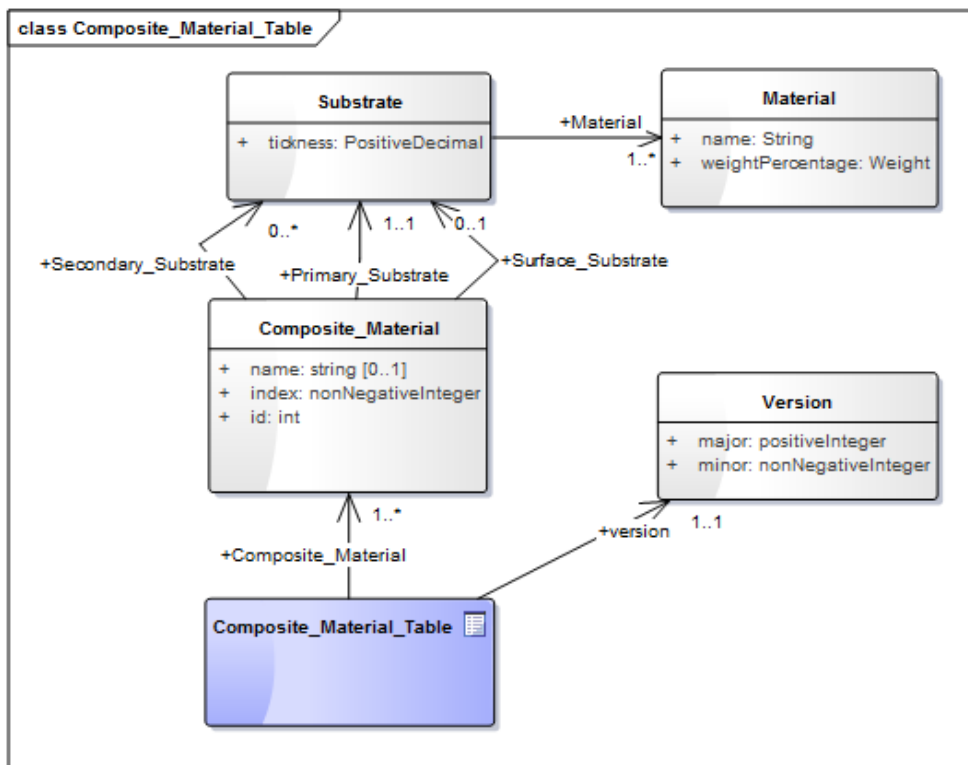 class Composite_Material_Table
Substrate
+ tickness: PositiveDecimal
Material
+ name: String
+ weightPercentage: Weight
+Material
1..*
0..*
1..1
0..1
+Secondary_Substrate
+Primary_Substrate
+Surface_Substrate
Composite_Material
+ name: string [0..1]
+ index: nonNegativeInteger
+ id: int
Version
+ major: positiveInteger
+ minor: nonNegativeInteger
1..*
1..1
+version
+Composite_Material
Composite_Material_Table